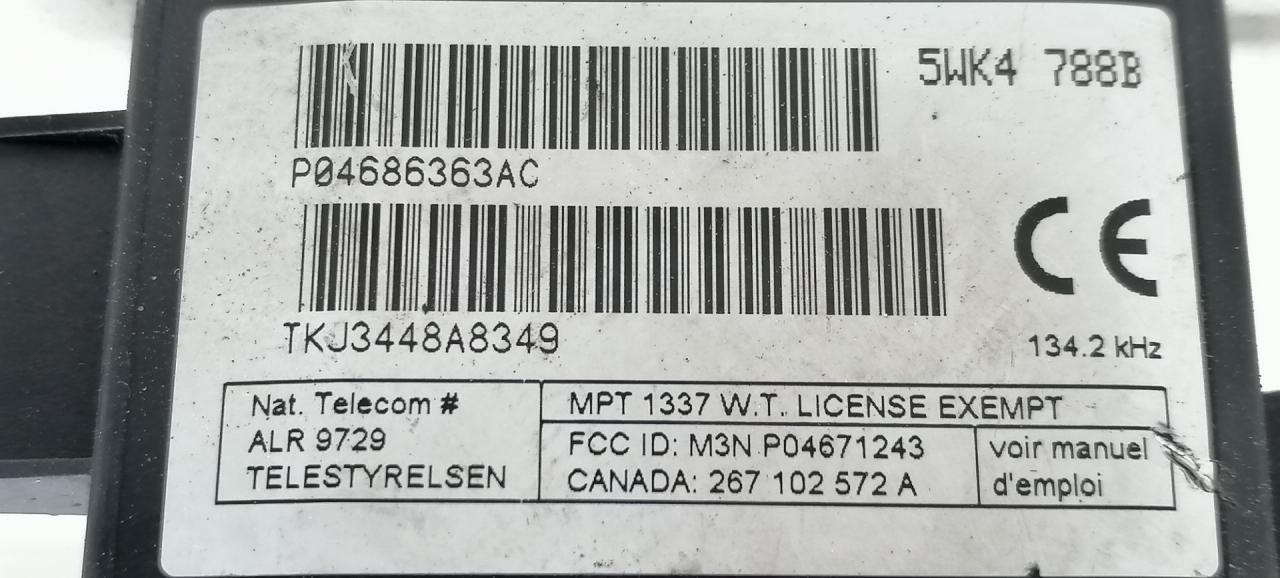 5WK4 788B
P04686363AC
TKJ3448A8349
CE
134.2 kHz
Nat. Telecom #
ALR 9729
TELESTYRELSEN
MPT 1337 W.T. LICENSE EXEMPT
FCC ID: M3N P04671243
CANADA: 267 102 572 A
voir manuel
d'emploi